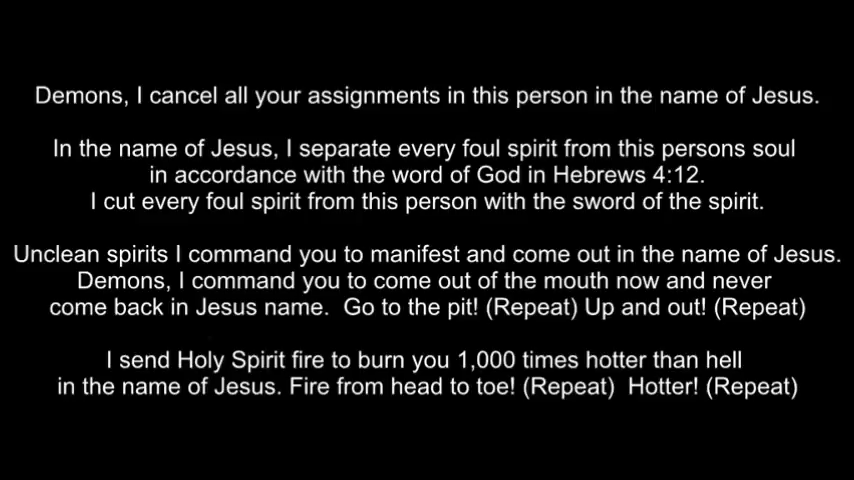 Demons, I cancel all your assignments in this person in the name of Jesus.
In the name of Jesus, I separate every foul spirit from this persons soul
in accordance with the word of God in Hebrews 4:12.
I cut every foul spirit from this person with the sword of the spirit.
Unclean spirits I command you to manifest and come out in the name of Jesus.
Demons, I command you to come out of the mouth now and never
come back in Jesus name.  Go to the pit! (Repeat) Up and out! (Repeat)
I send Holy Spirit fire to burn you 1,000 times hotter than hell
in the name of Jesus. Fire from head to toe! (Repeat)  Hotter! (Repeat)